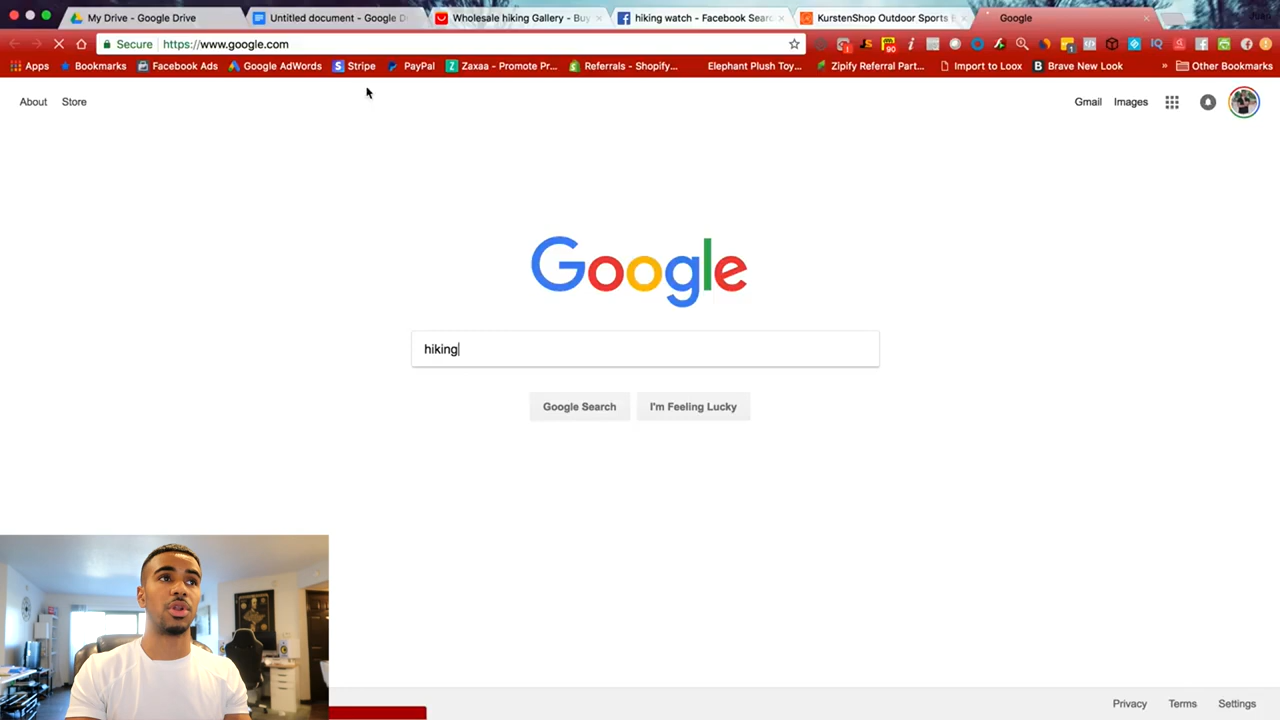 My Drive - Google Drive
Untitled document - Google D
Wholesale hiking Gallery - Buy
hiking watch - Facebook Searc
KurstenShop Outdoor Sports E
Google
Secure https://www.google.com
Apps Bookmarks Facebook Ads Google AdWords Stripe PayPal Zaxaa - Promote Pr... Referrals - Shopify... Elephant Plush Toy... Zipify Referral Part... Import to Loox Brave New Look » Other Bookmarks
About Store Gmail Images
Google
hiking
Google Search I'm Feeling Lucky
Privacy Terms Settings